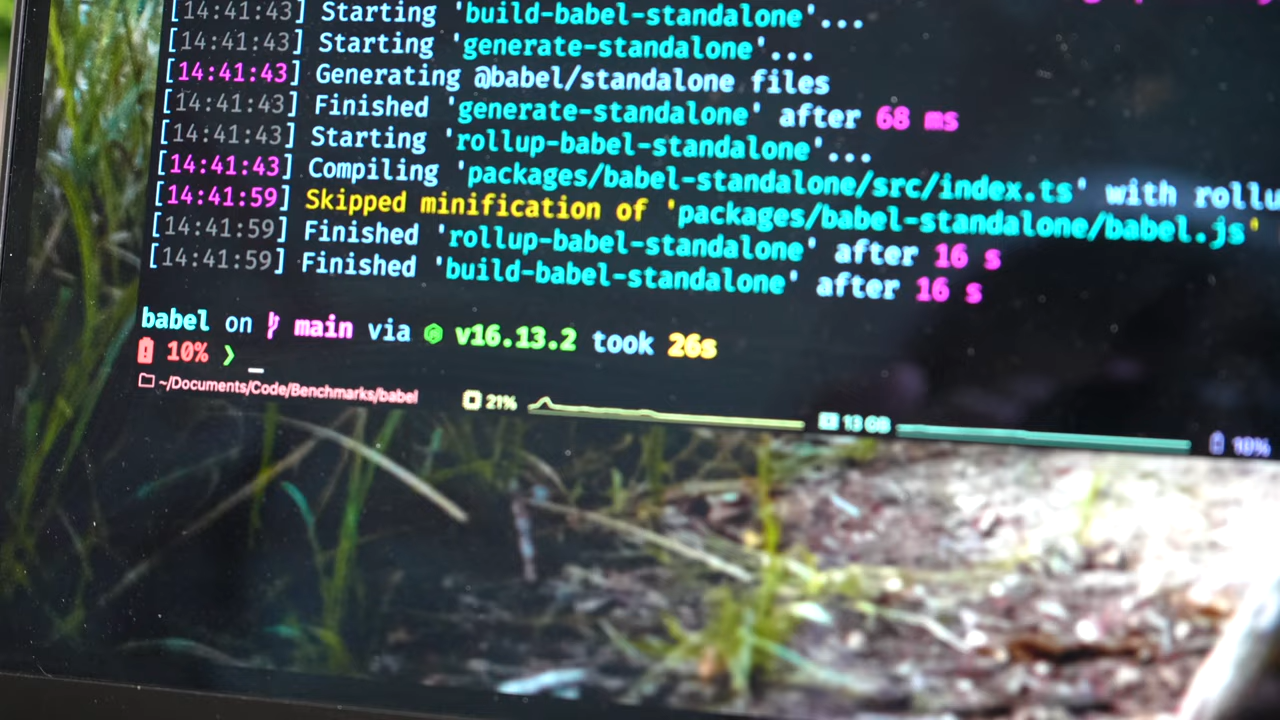 [14:41:43] Starting 'build-babel-standalone'...
[14:41:43] Starting 'generate-standalone'...
[14:41:43] Generating @babel/standalone files
[14:41:43] Finished 'generate-standalone' after 68 ms
[14:41:43] Starting 'rollup-babel-standalone'...
[14:41:43] Compiling 'packages/babel-standalone/src/index.ts' with rollu
[14:41:59] Skipped minification of 'packages/babel-standalone/babel.js'
[14:41:59] Finished 'rollup-babel-standalone' after 16 s
[14:41:59] Finished 'build-babel-standalone' after 16 s
babel on main via v16.13.2 took 26s
10% ❯ _
~/Documents/Code/Benchmarks/babel 21% 13 GB 10%